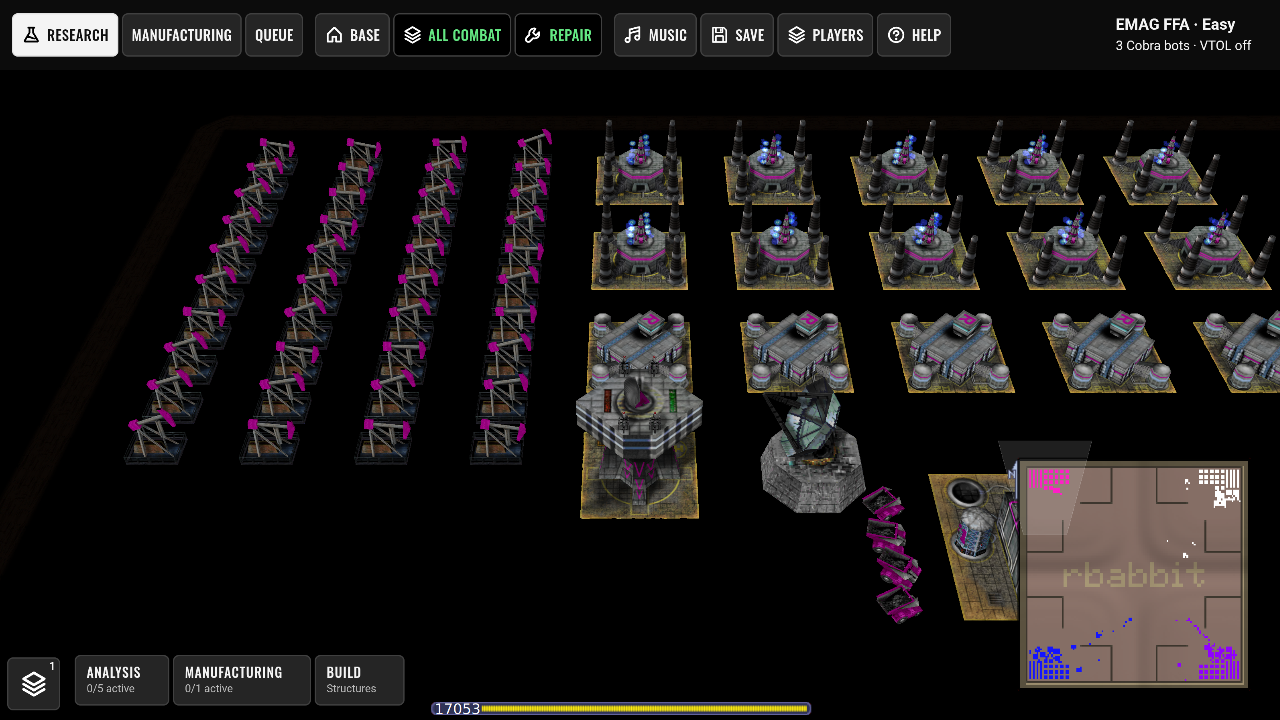 RESEARCH
MANUFACTURING
QUEUE
BASE
ALL COMBAT
REPAIR
MUSIC
SAVE
PLAYERS
HELP
EMAG FFA · Easy
3 Cobra bots · VTOL off
rbabbit
1
ANALYSIS
0/5 active
MANUFACTURING
0/1 active
BUILD
Structures
17053